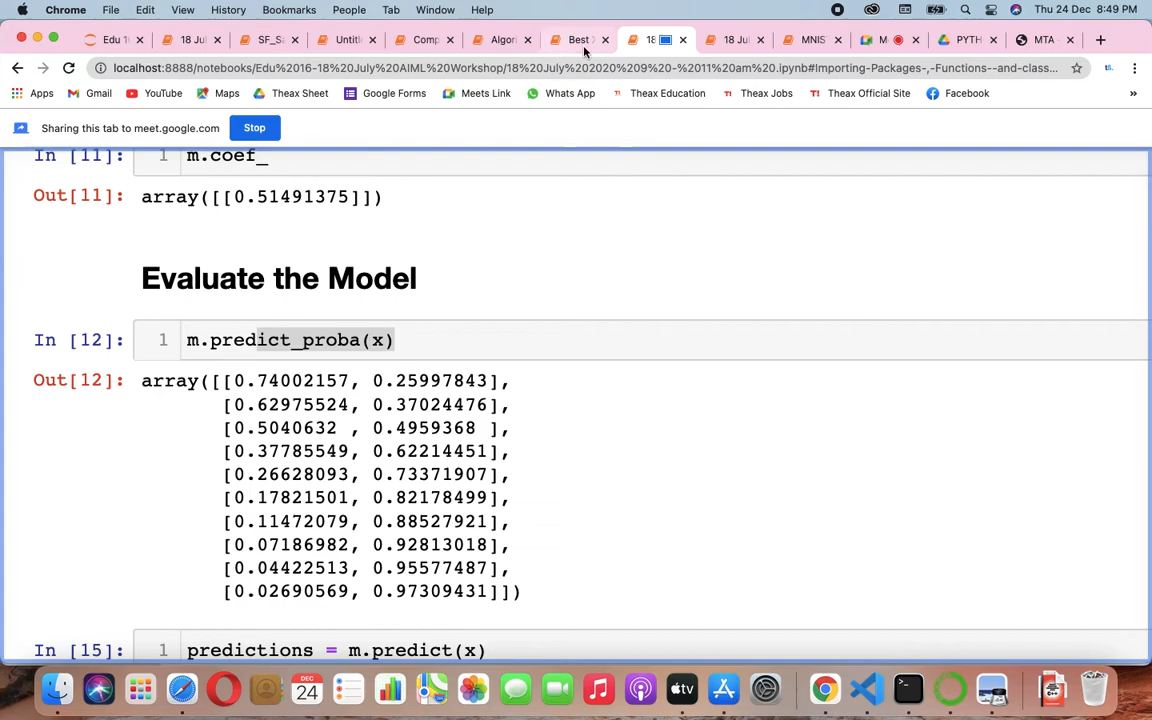 Chrome File Edit View History Bookmarks People Tab Window Help Thu 24 Dec 8:49 PM
Edu 1 18 Jul SF_Sa Untitl Comp Algori Best 18 18 Jul MNIS M PYTH MTA -
localhost:8888/notebooks/Edu%2016-18%20July%20AIML%20Workshop/18%20July%202020%209%20-%2011%20am%20.ipynb#Importing-Packages-,-Functions--and-class...
Apps Gmail YouTube Maps Theax Sheet Google Forms Meets Link Whats App Theax Education Theax Jobs Theax Official Site Facebook »
Sharing this tab to meet.google.com Stop
In [11]: 1 m.coef_
Out[11]: array([[0.51491375]])
Evaluate the Model
In [12]: 1 m.predict_proba(x)
Out[12]: array([[0.74002157, 0.25997843],
[0.62975524, 0.37024476],
[0.5040632 , 0.4959368 ],
[0.37785549, 0.62214451],
[0.26628093, 0.73371907],
[0.17821501, 0.82178499],
[0.11472079, 0.88527921],
[0.07186982, 0.92813018],
[0.04422513, 0.95577487],
[0.02690569, 0.97309431]])
In [15]: 1 predictions = m.predict(x)
DEC
24
tv
C++